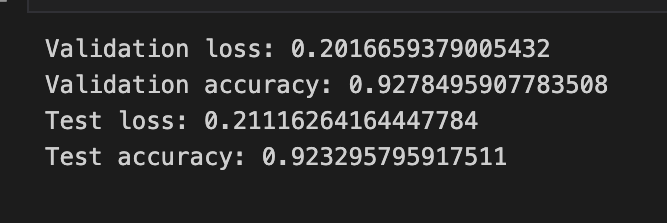 Validation loss: 0.2016659379005432
Validation accuracy: 0.9278495907783508
Test loss: 0.21116264164447784
Test accuracy: 0.923295795917511